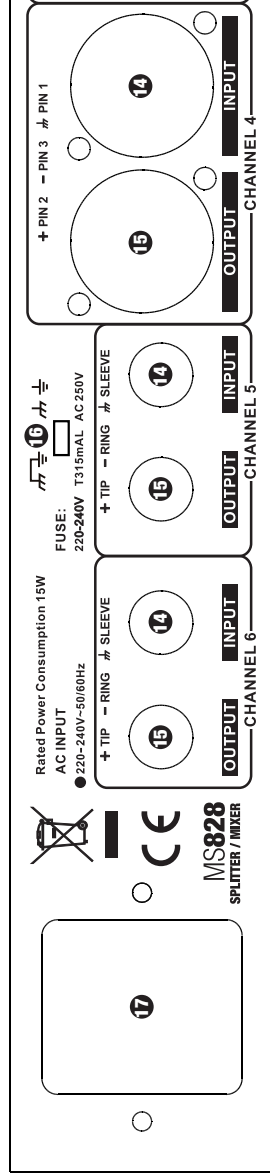 17
MS828
SPLITTER / MIXER
Rated Power Consumption 15W
AC INPUT
●220-240V~50/60Hz
+ TIP − RING SLEEVE
15
14
OUTPUT
INPUT
CHANNEL 6
16
FUSE:
220-240V T315mAL AC 250V
+ TIP − RING SLEEVE
15
14
OUTPUT
INPUT
CHANNEL 5
+ PIN 2 − PIN 3 PIN 1
15
14
OUTPUT
INPUT
CHANNEL 4